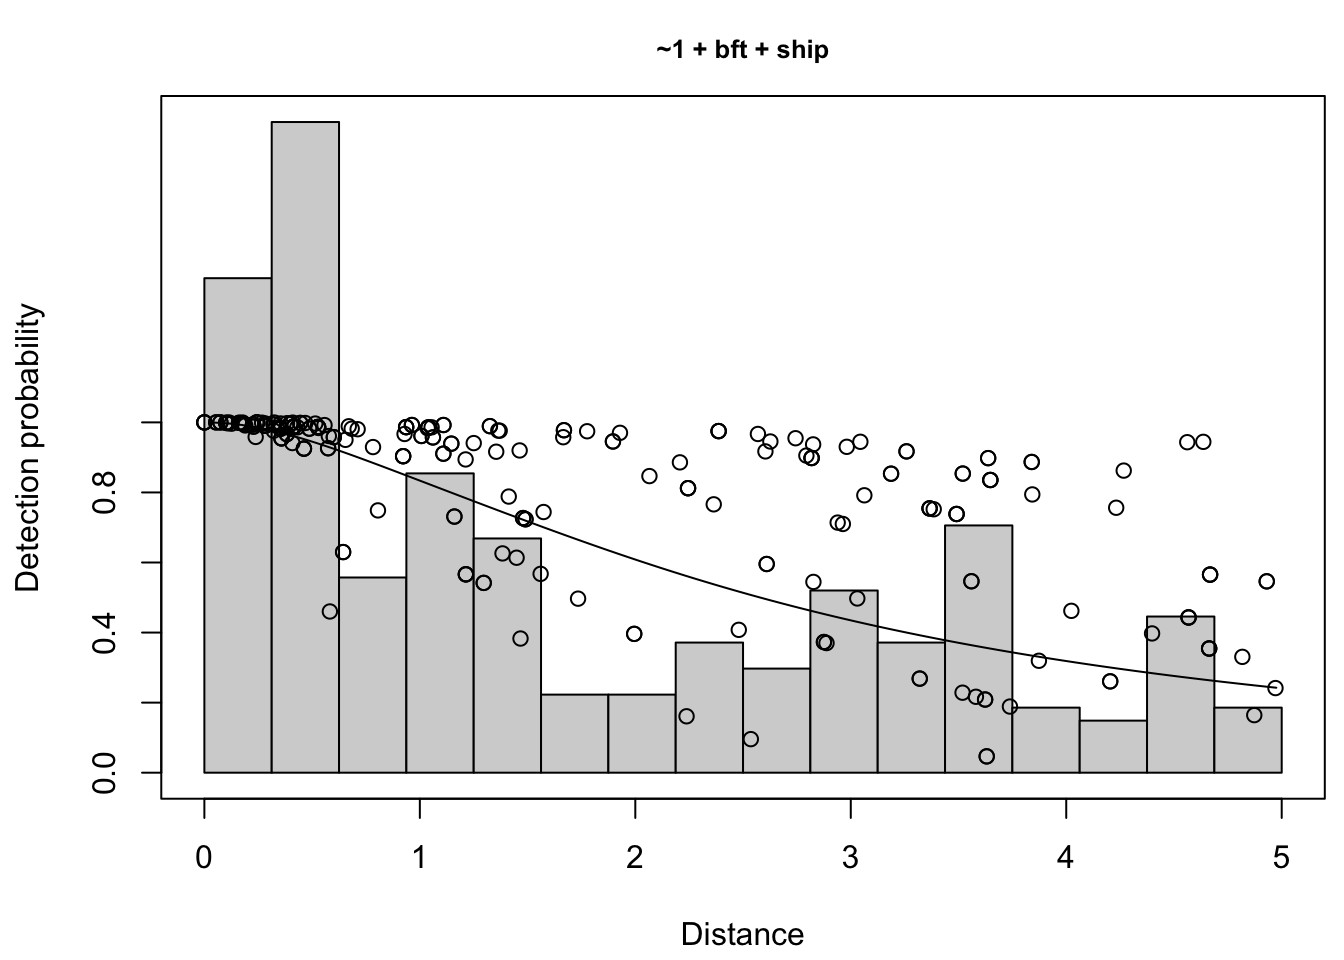 ~1 + bft + ship
Detection probability
0.8
0.4
0.0
0 1 2 3 4 5
Distance